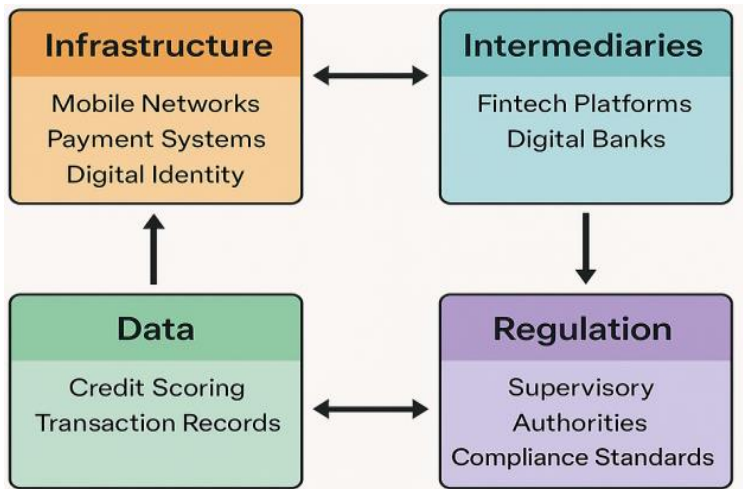 Infrastructure
Mobile Networks
Payment Systems
Digital Identity
Intermediaries
Fintech Platforms
Digital Banks
Data
Credit Scoring
Transaction Records
Regulation
Supervisory
Authorities
Compliance Standards